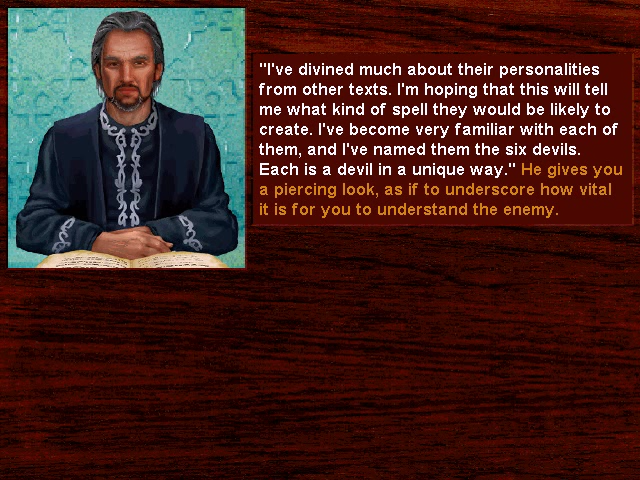 "I've divined much about their personalities
from other texts. I'm hoping that this will tell
me what kind of spell they would be likely to
create. I've become very familiar with each of
them, and I've named them the six devils.
Each is a devil in a unique way." He gives you
a piercing look, as if to underscore how vital
it is for you to understand the enemy.